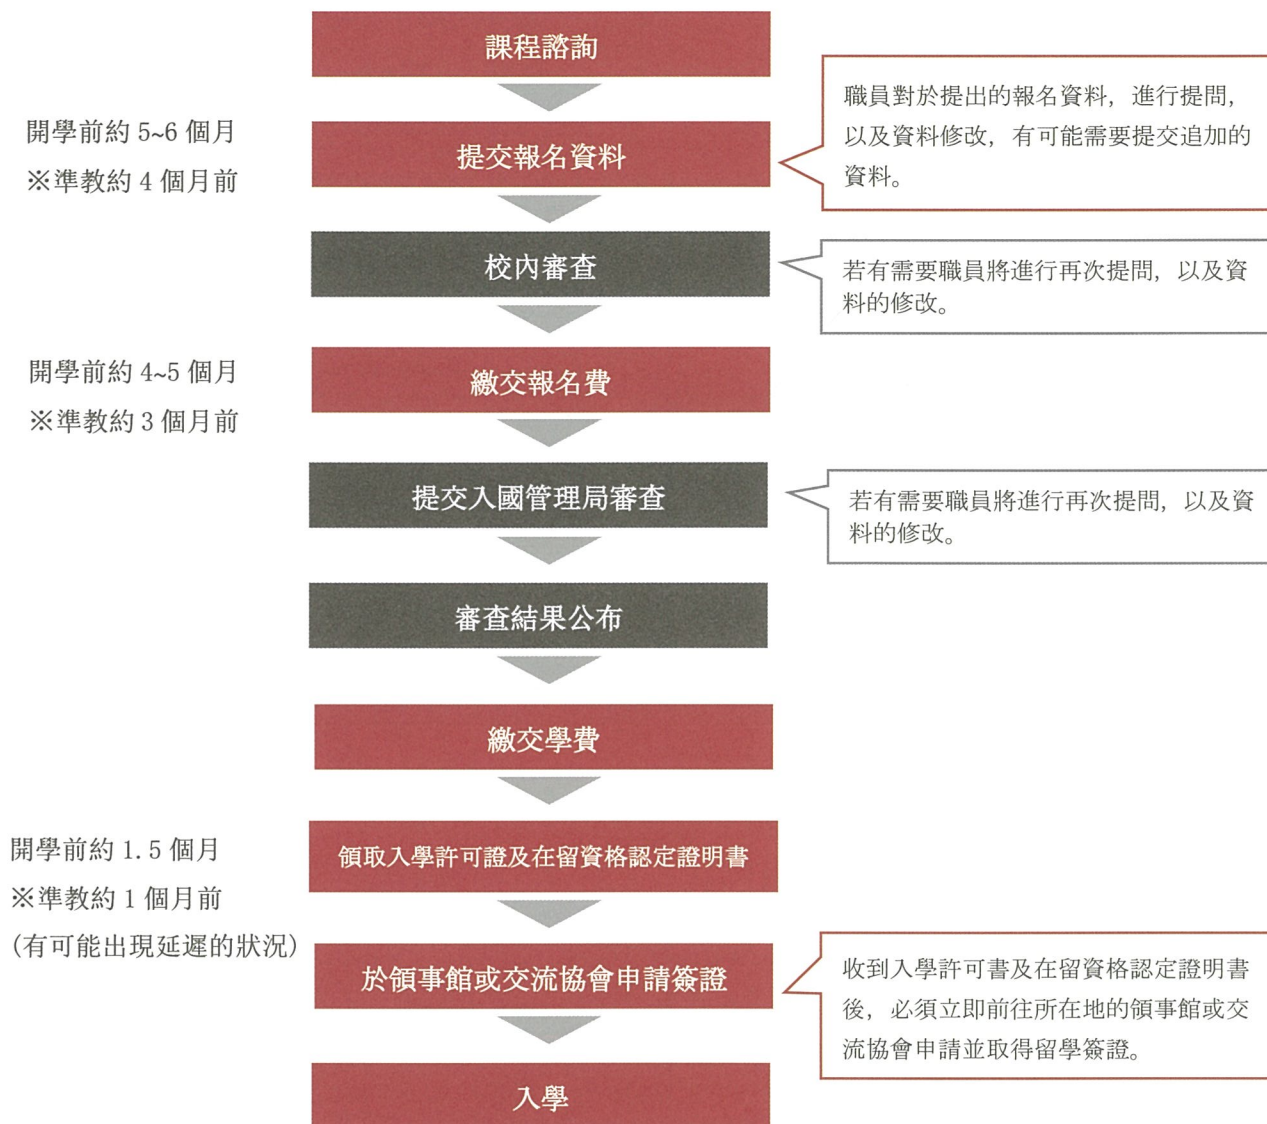 課程諮詢
開學前約 5~6 個月
※準教約 4 個月前
提交報名資料
職員對於提出的報名資料，進行提問，
以及資料修改，有可能需要提交追加的
資料。
校內審查
若有需要職員將進行再次提問，以及資
料的修改。
開學前約 4~5 個月
※準教約 3 個月前
繳交報名費
提交入國管理局審查
若有需要職員將進行再次提問，以及資
料的修改。
審查結果公布
繳交學費
開學前約 1.5 個月
※準教約 1 個月前
(有可能出現延遲的狀況)
領取入學許可證及在留資格認定證明書
於領事館或交流協會申請簽證
收到入學許可書及在留資格認定證明書
後，必須立即前往所在地的領事館或交
流協會申請並取得留學簽證。
入學